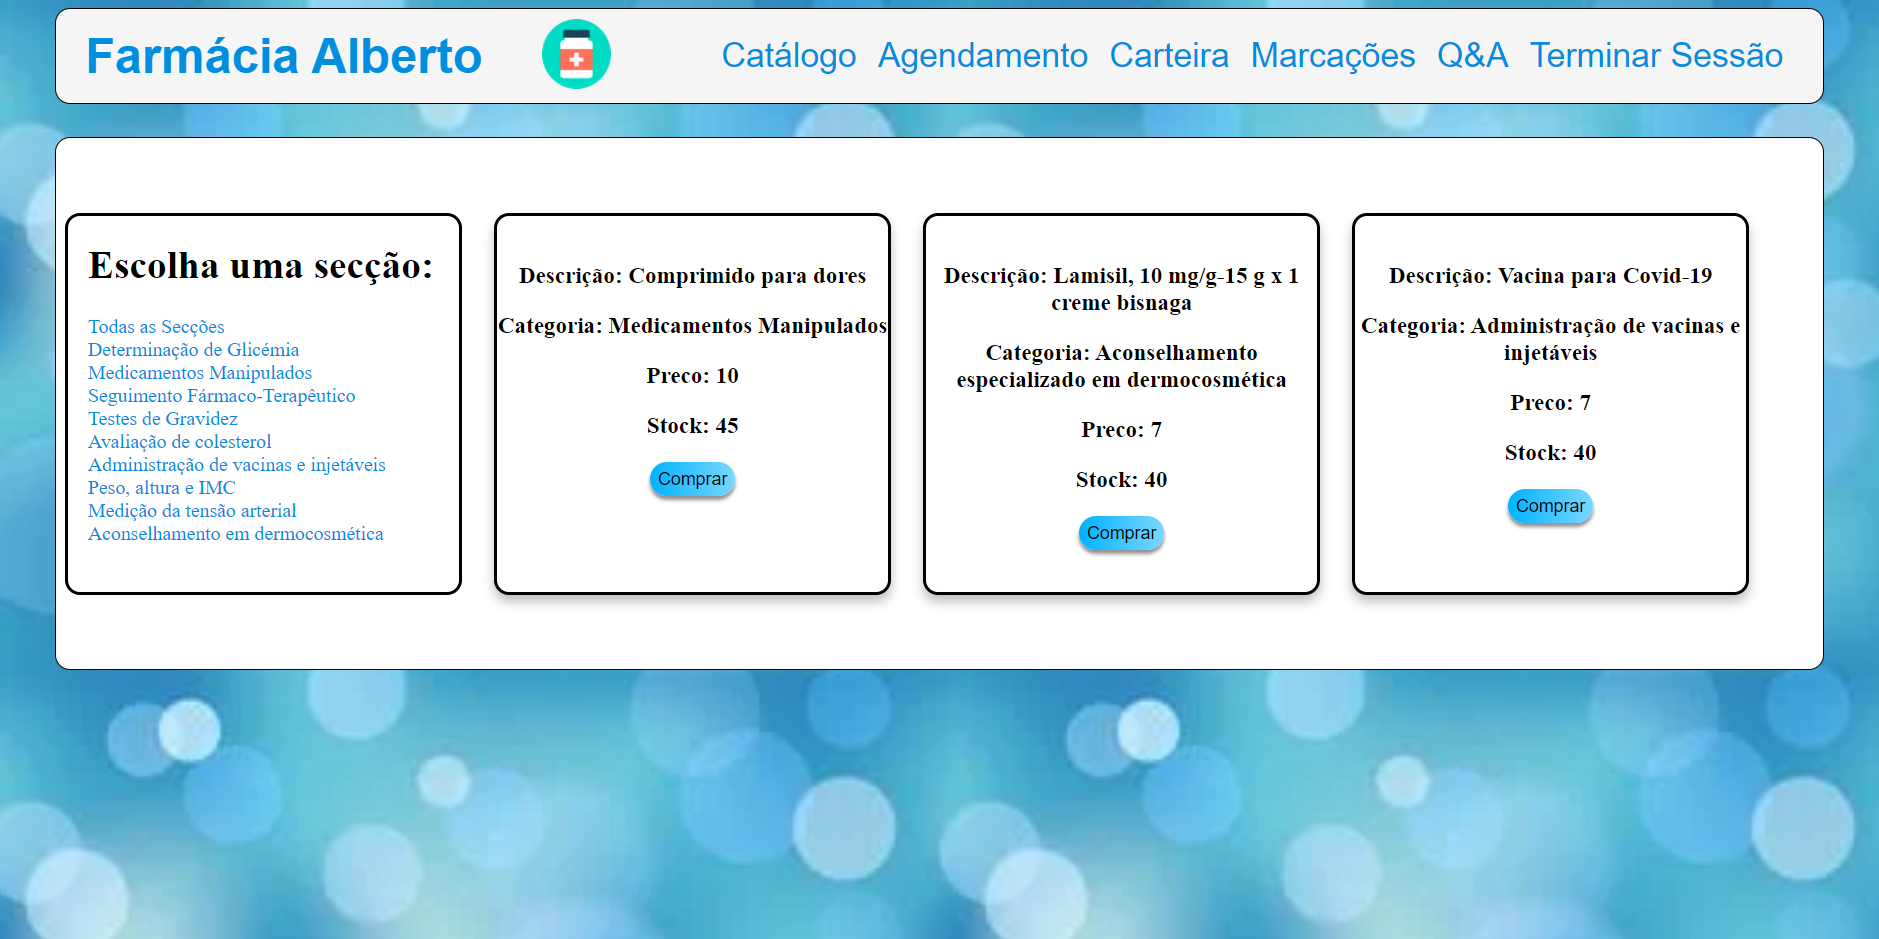 Farmácia Alberto
Catálogo Agendamento Carteira Marcações Q&A Terminar Sessão
Escolha uma secção:
Todas as Secções
Determinação de Glicémia
Medicamentos Manipulados
Seguimento Fármaco-Terapêutico
Testes de Gravidez
Avaliação de colesterol
Administração de vacinas e injetáveis
Peso, altura e IMC
Medição da tensão arterial
Aconselhamento em dermocosmética
Descrição: Comprimido para dores
Categoria: Medicamentos Manipulados
Preco: 10
Stock: 45
Comprar
Descrição: Lamisil, 10 mg/g-15 g x 1
creme bisnaga
Categoria: Aconselhamento
especializado em dermocosmética
Preco: 7
Stock: 40
Comprar
Descrição: Vacina para Covid-19
Categoria: Administração de vacinas e
injetáveis
Preco: 7
Stock: 40
Comprar